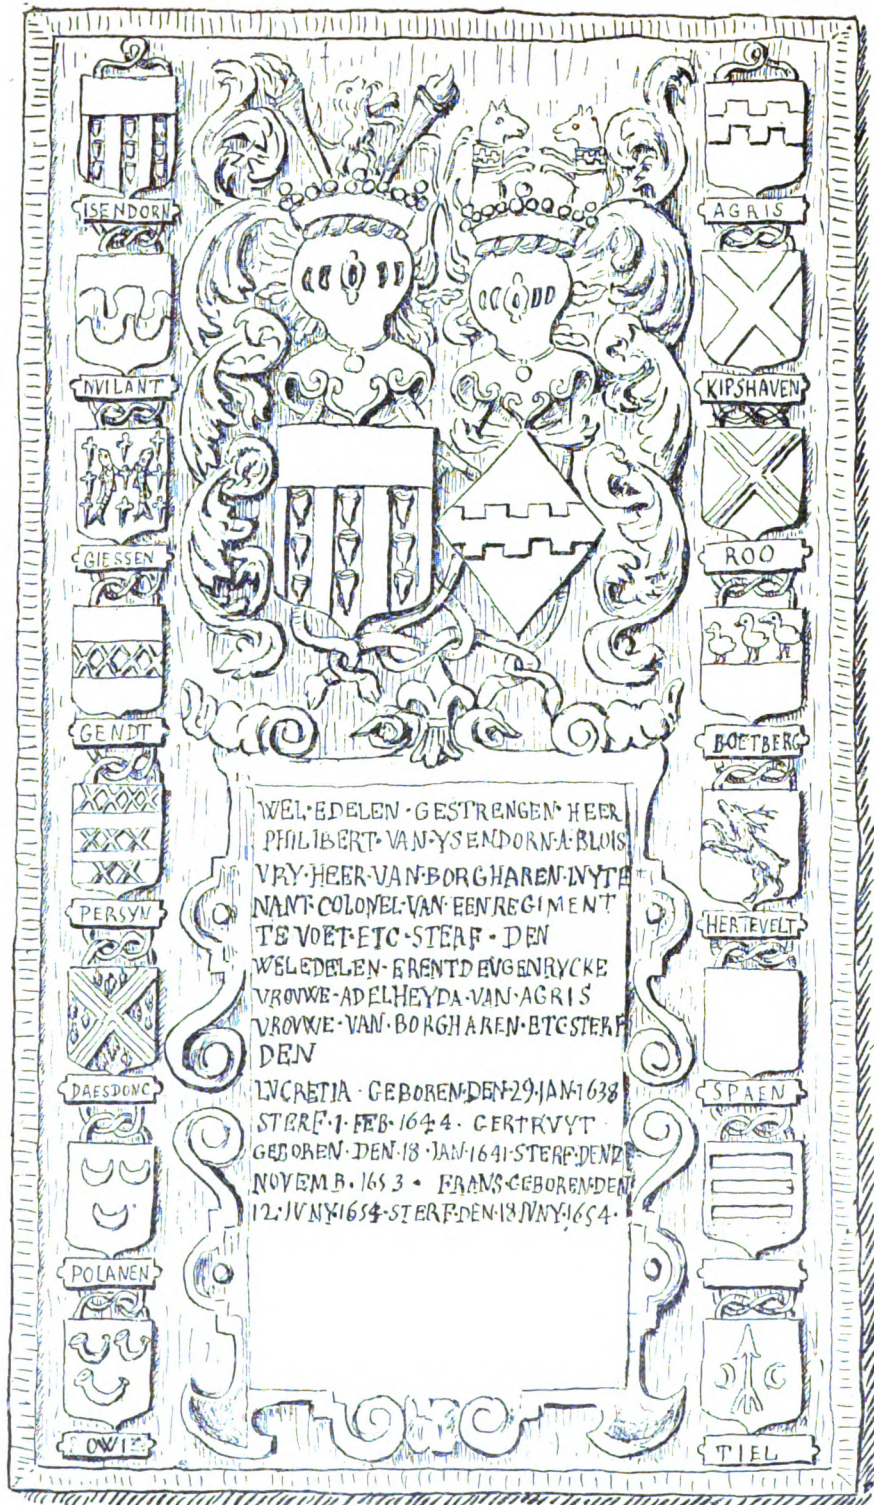 ISENDORN
NVILANT
GIESSEN
GENDT
PERSYN
DAESDONC
POLANEN
AGRIS
KIPSHAVEN
ROO
BOETBERG
HERTEVELT
SPAEN
TIEL
WEL·EDELEN·GESTRENGEN·HEER
PHILIBERT·VAN·YSENDORN·A·BLOIS
VRY·HEER·VAN·BORGHAREN·LVYTE
NANT·COLONEL·VAN·EEN REGIMENT
TE VOET·ETC·STERF·DEN
WEL EDELEN·ERENTDEVGENRYCKE
VROVWE·ADELHEYDA·VAN·AGRIS
VROVWE·VAN·BORGHAREN·ETC STERF
DEN
LVCRETIA·GEBOREN·DEN·29·JAN·1638
STERF·1·FEB·1644·GERTRVYT
GEBOREN·DEN·18·JAN·1641·STERF·DEN 2
NOVEMB·1653·FRANS·GEBOREN·DEN
12·JVNY·1654·STERF·DEN·18 JVNY·1654·